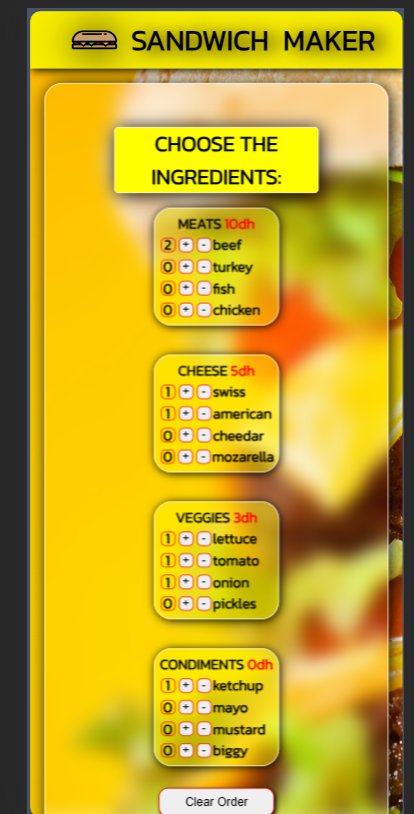 SANDWICH MAKER
CHOOSE THE
INGREDIENTS:
MEATS 10dh
2 + - beef
0 + - turkey
0 + - fish
0 + - chicken
CHEESE 5dh
1 + - swiss
1 + - american
0 + - cheedar
0 + - mozarella
VEGGIES 3dh
1 + - lettuce
1 + - tomato
1 + - onion
0 + - pickles
CONDIMENTS 0dh
1 + - ketchup
0 + - mayo
0 + - mustard
0 + - biggy
Clear Order